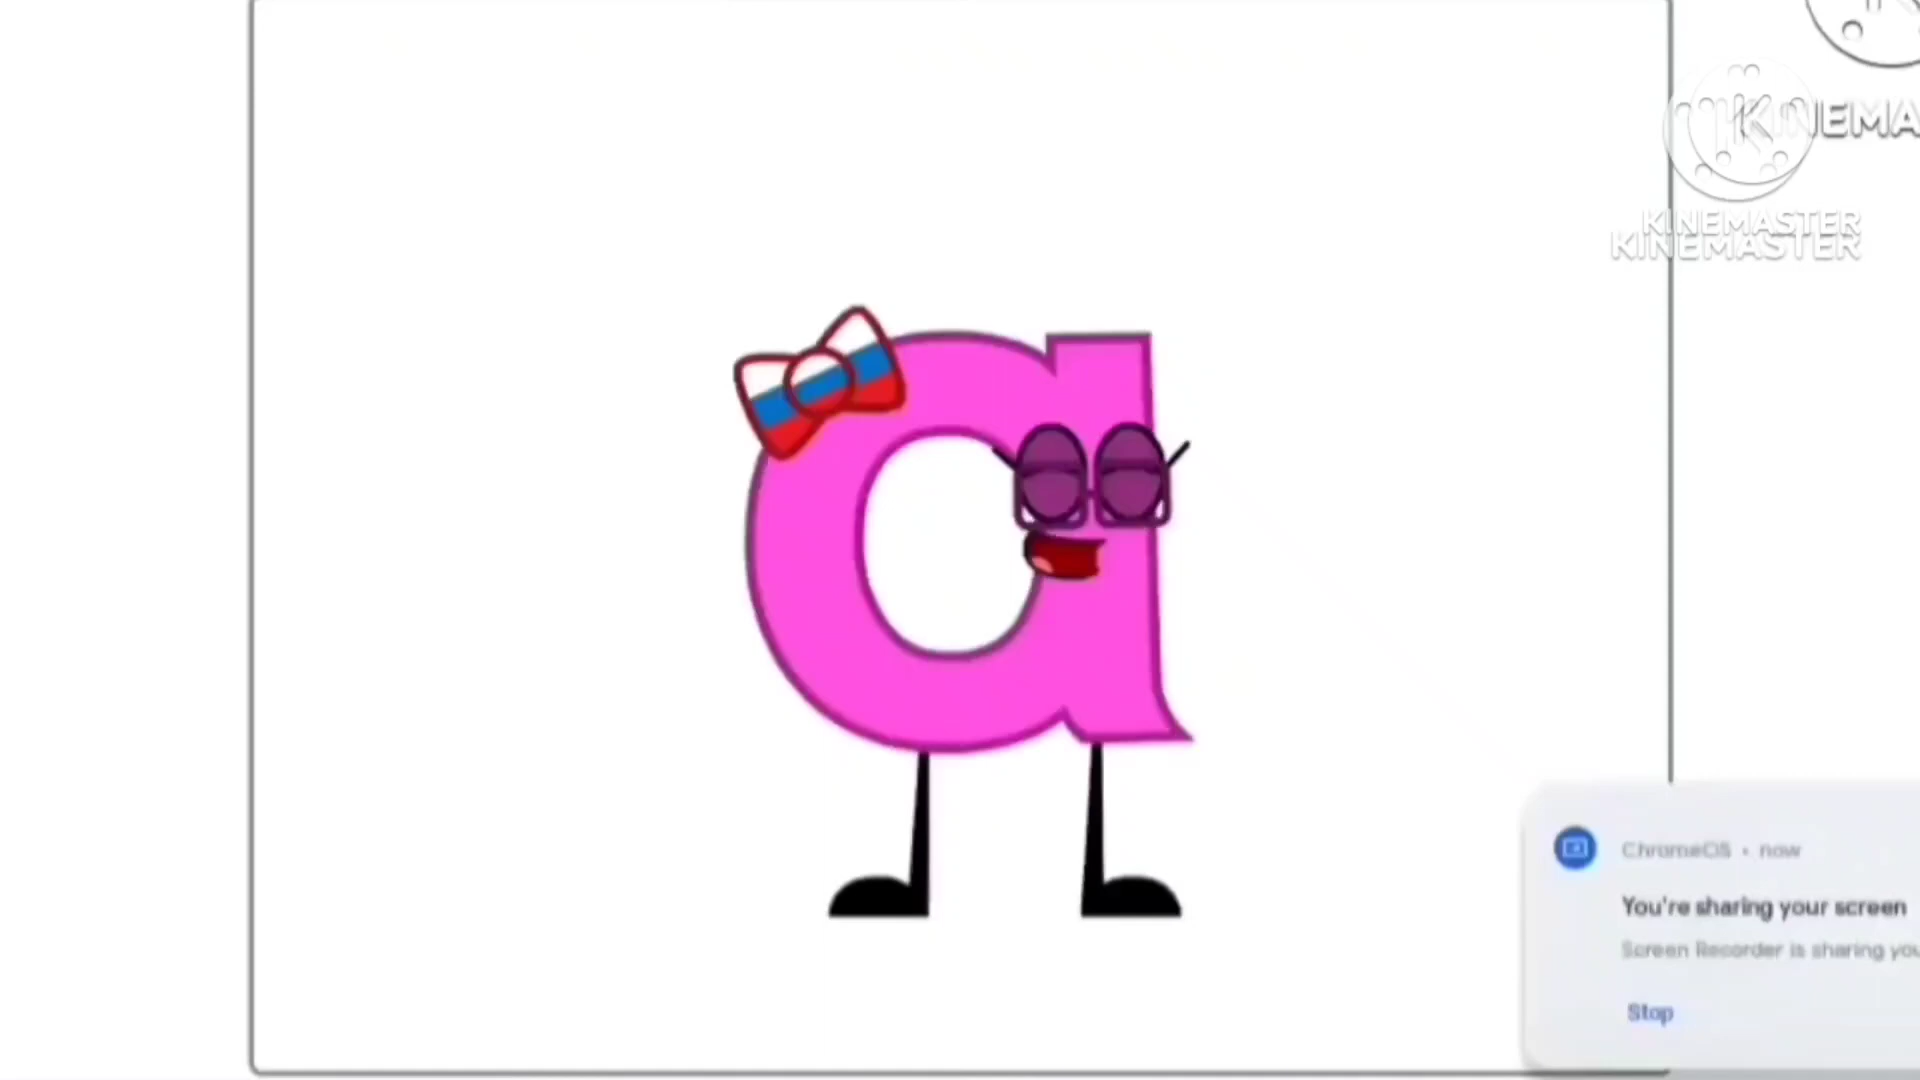 KINEMA
KINEMASTER
KINEMASTER
a
ChromeOS • now
You're sharing your screen
Screen Recorder is sharing you
Stop